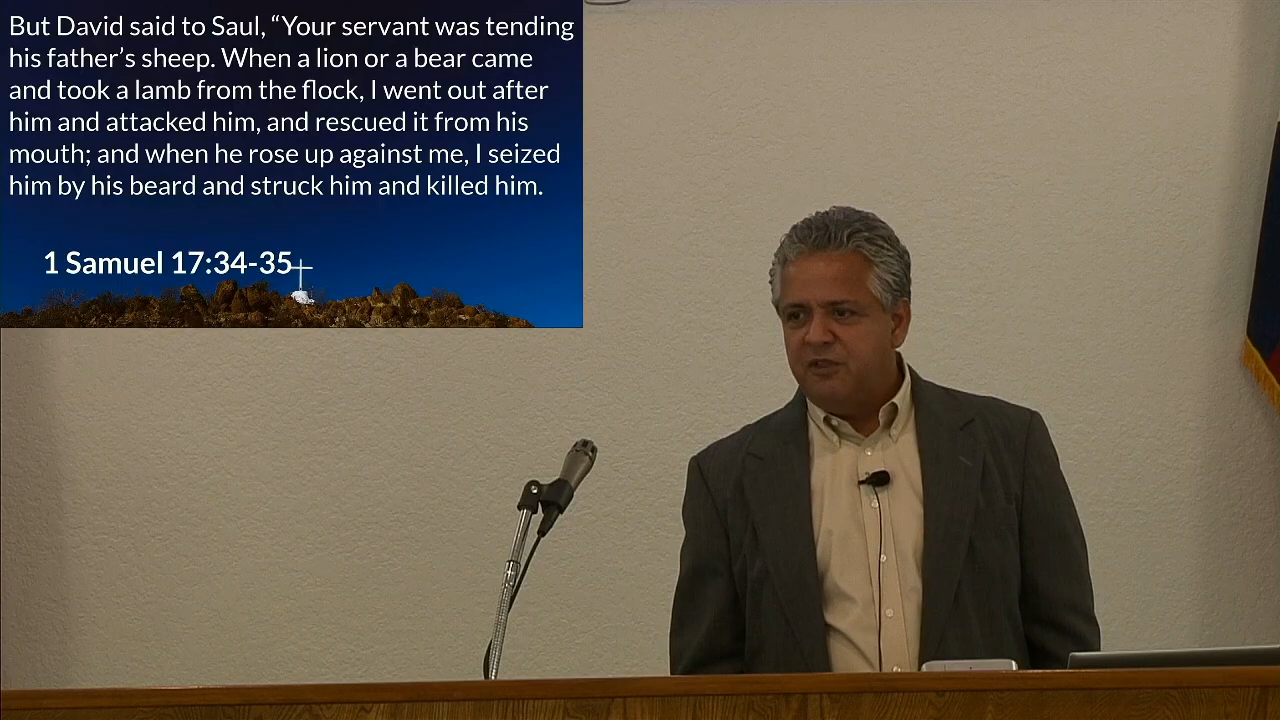 But David said to Saul, “Your servant was tending
his father’s sheep. When a lion or a bear came
and took a lamb from the flock, I went out after
him and attacked him, and rescued it from his
mouth; and when he rose up against me, I seized
him by his beard and struck him and killed him.
1 Samuel 17:34-35